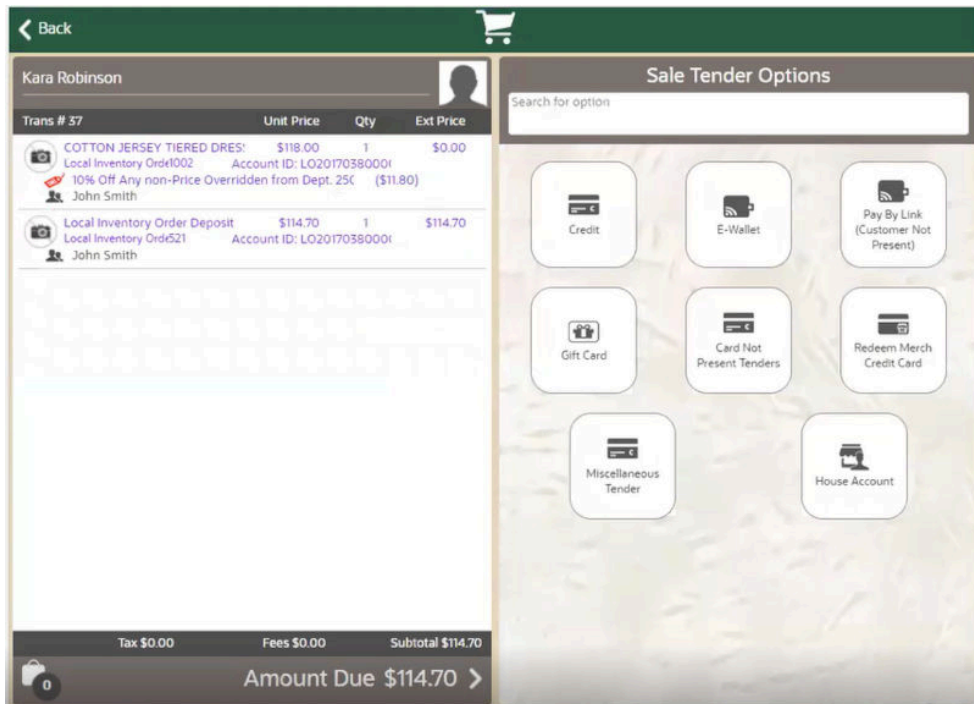 Back
Kara Robinson
Trans # 37 Unit Price Qty Ext Price
COTTON JERSEY TIERED DRES: $118.00 1 $0.00
Local Inventory Orde1002 Account ID: LO2017038000(
10% Off Any non-Price Overridden from Dept. 25( ($11.80)
John Smith
Local Inventory Order Deposit $114.70 1 $114.70
Local Inventory Orde521 Account ID: LO2017038000(
John Smith
Tax $0.00 Fees $0.00 Subtotal $114.70
0
Amount Due $114.70
Sale Tender Options
Search for option
Credit
E-Wallet
Pay By Link
(Customer Not
Present)
Gift Card
Card Not
Present Tenders
Redeem Merch
Credit Card
Miscellaneous
Tender
House Account